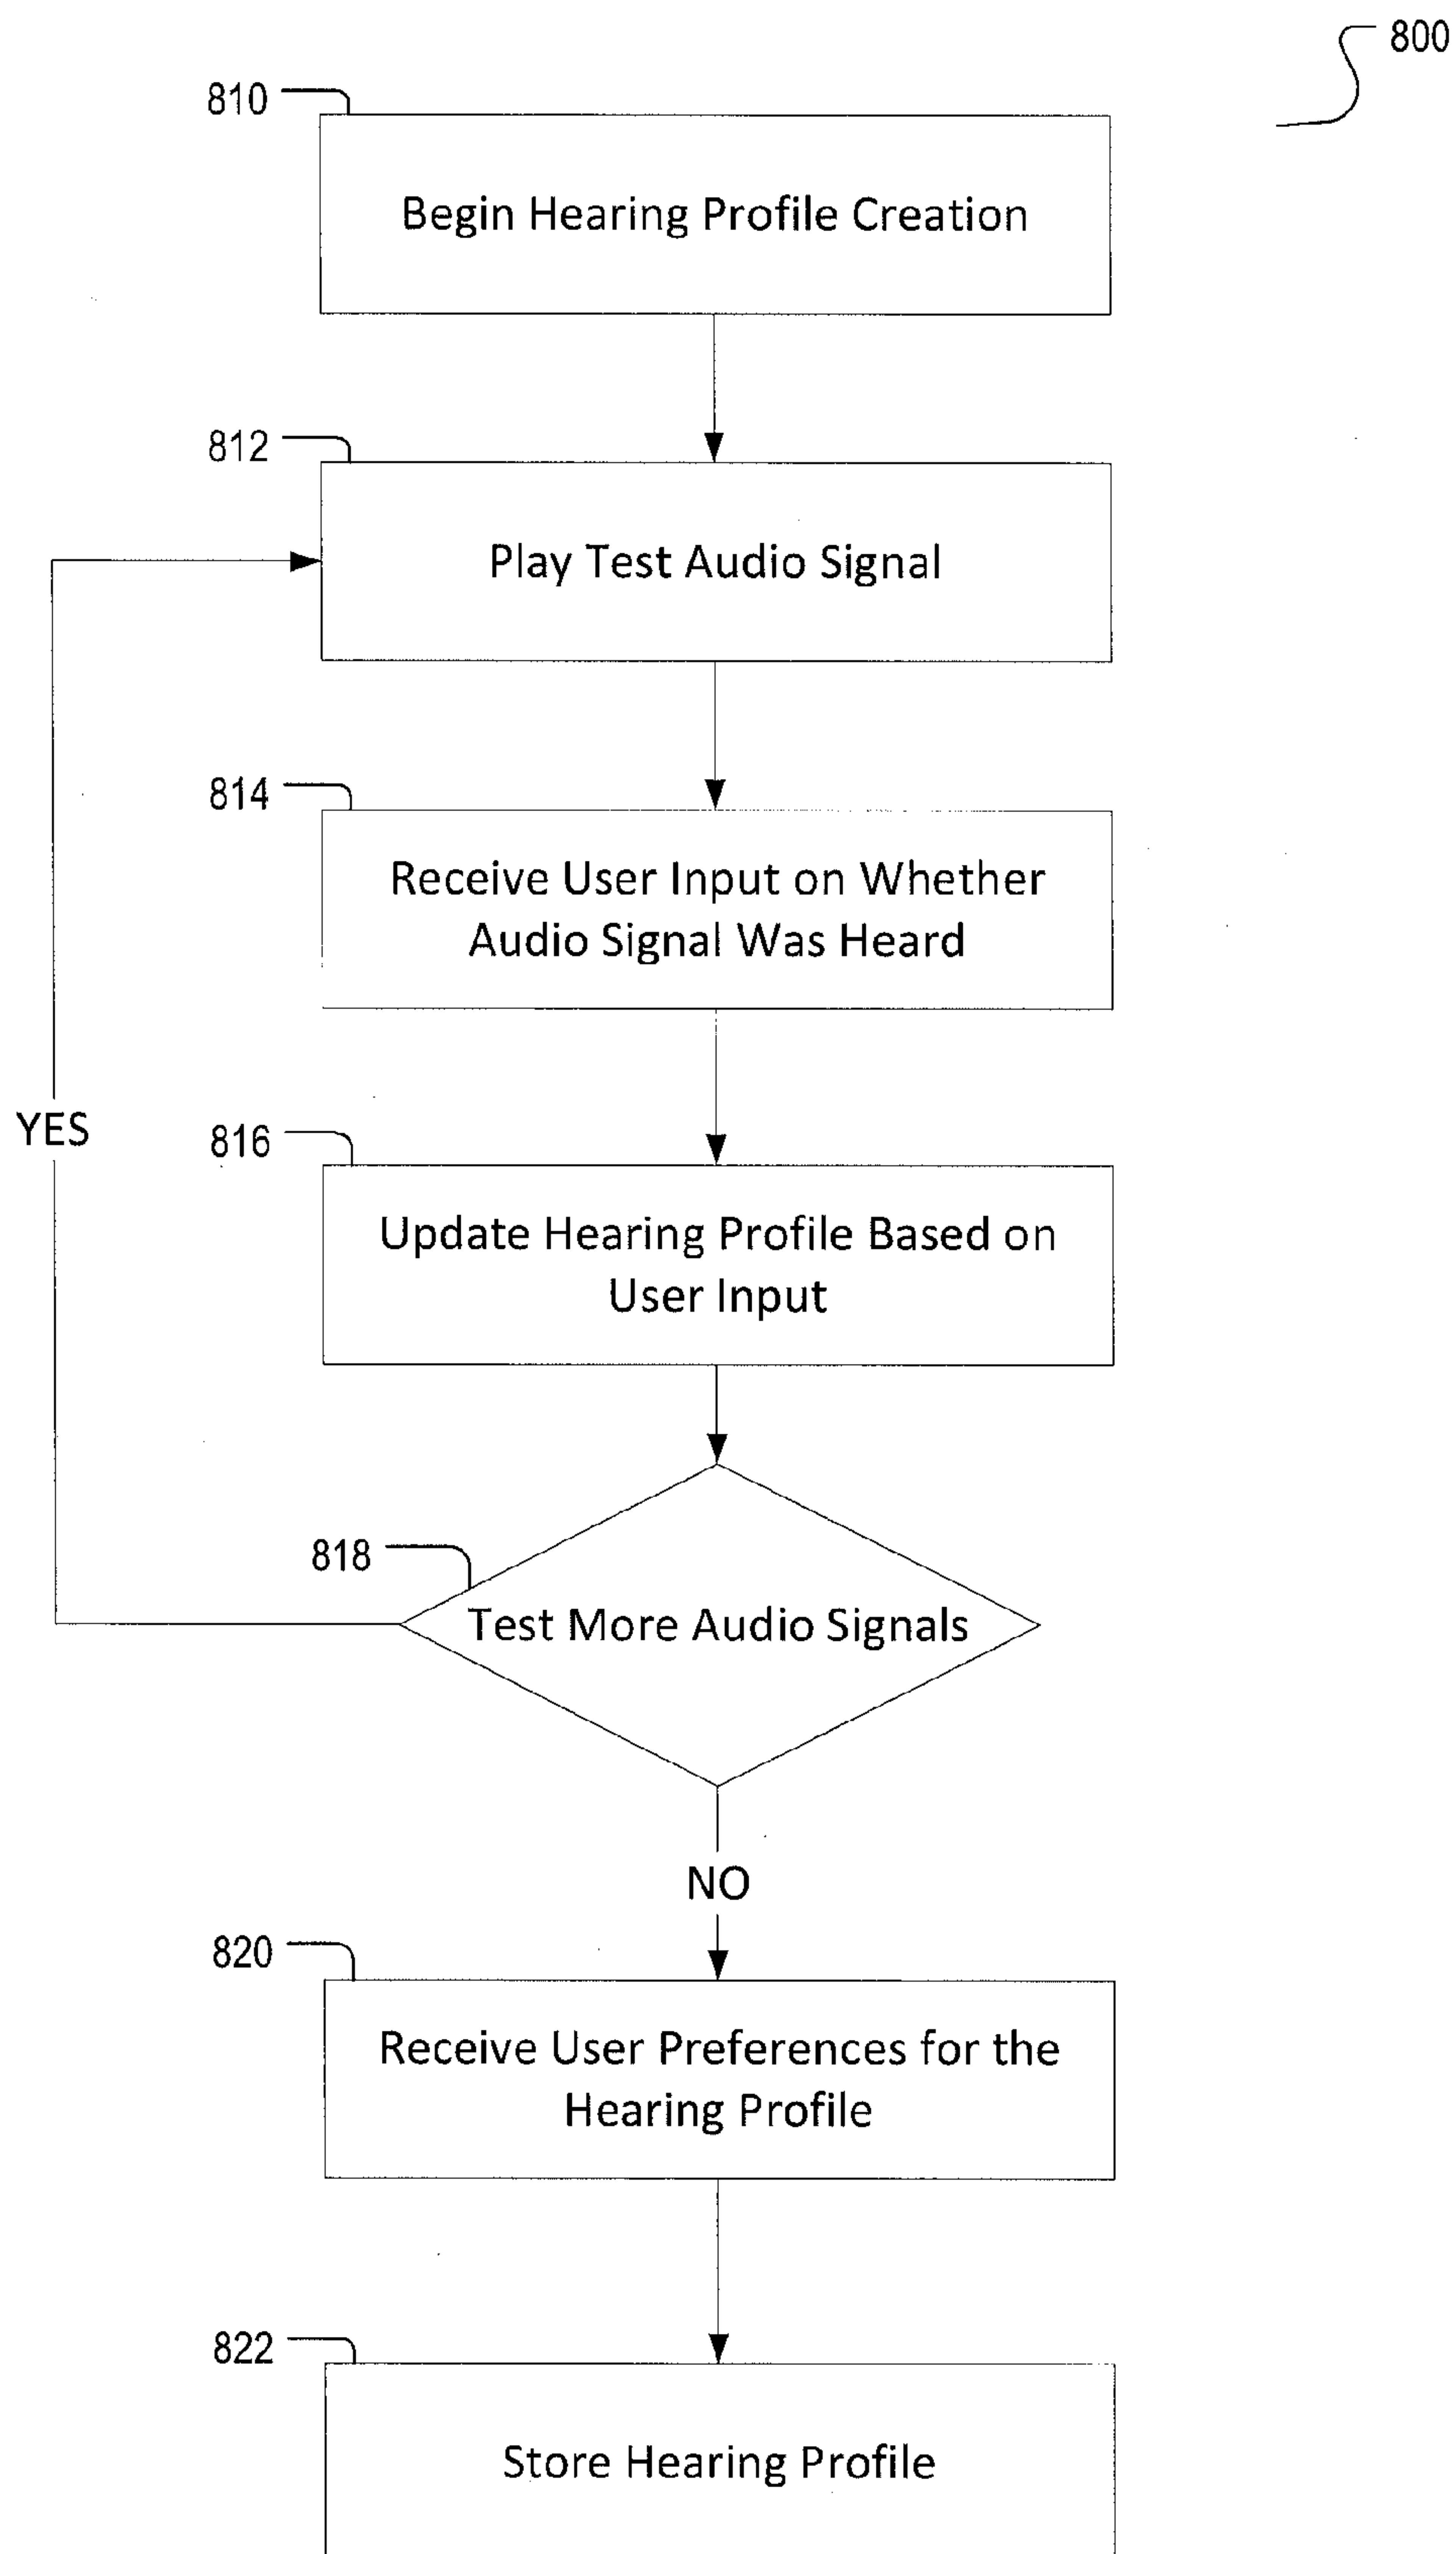 800
810
Begin Hearing Profile Creation
812
Play Test Audio Signal
814
Receive User Input on Whether
Audio Signal Was Heard
YES
816
Update Hearing Profile Based on
User Input
818
Test More Audio Signals
NO
820
Receive User Preferences for the
Hearing Profile
822
Store Hearing Profile